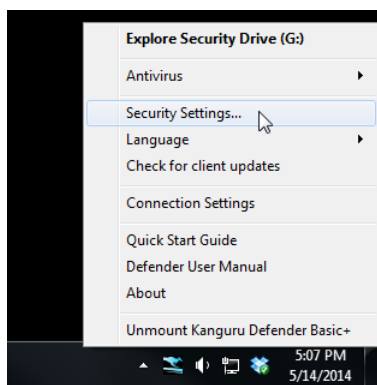 Explore Security Drive (G:)
Antivirus
Security Settings...
Language
Check for client updates
Connection Settings
Quick Start Guide
Defender User Manual
About
Unmount Kanguru Defender Basic+
5:07 PM
5/14/2014